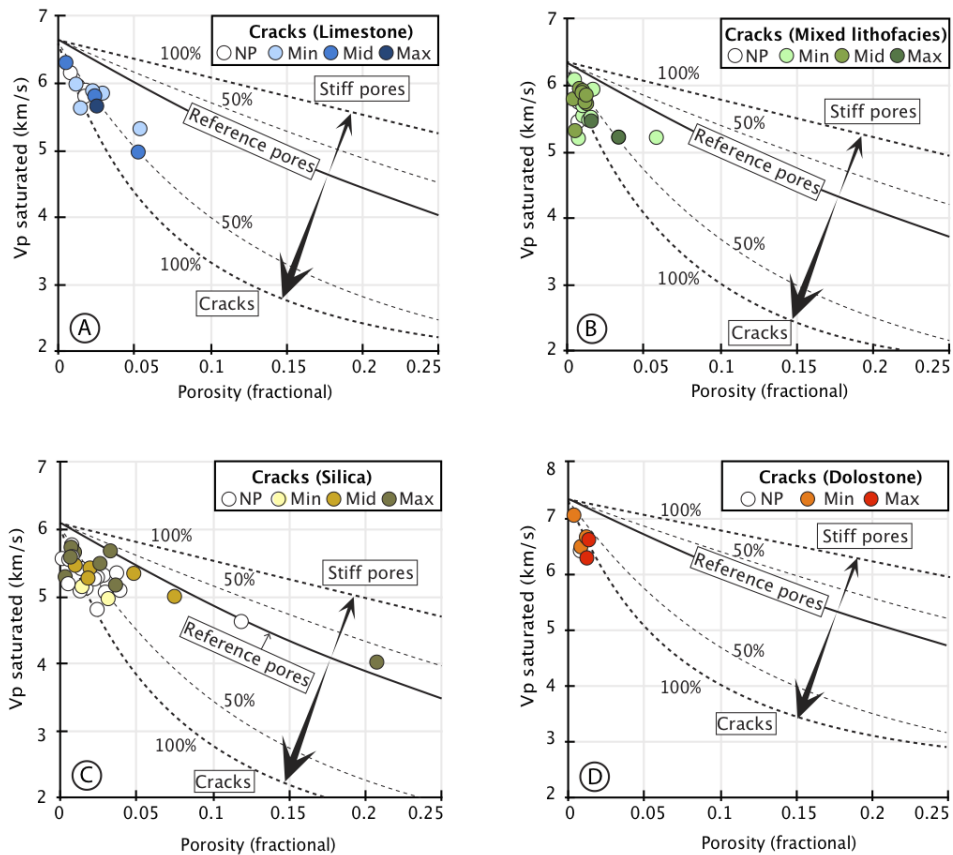 Cracks (Limestone)
NP Min Mid Max
7
6
5
4
3
2
Vp saturated (km/s)
100%
50%
Stiff pores
Reference pores
50%
100%
Cracks
A
0 0.05 0.1 0.15 0.2 0.25
Porosity (fractional)
Cracks (Mixed lithofacies)
NP Min Mid Max
7
6
5
4
3
2
Vp saturated (km/s)
100%
50%
Stiff pores
Reference pores
50%
100%
Cracks
B
0 0.05 0.1 0.15 0.2 0.25
Porosity (fractional)
Cracks (Silica)
NP Min Mid Max
7
6
5
4
3
2
Vp saturated (km/s)
100%
50%
Stiff pores
Reference pores
50%
100%
Cracks
C
0 0.05 0.1 0.15 0.2 0.25
Porosity (fractional)
Cracks (Dolostone)
NP Min Max
8
7
6
5
4
3
2
Vp saturated (km/s)
100%
50%
Stiff pores
Reference pores
50%
100%
Cracks
D
0 0.05 0.1 0.15 0.2 0.25
Porosity (fractional)